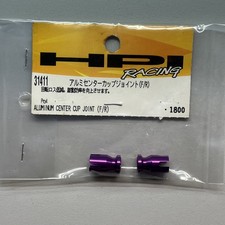 HPI
RACING
31411
アルミセンターカップジョイント(F/R)
Po4
ALUMINUM CENTER CUP JOINT (F/R)
1800